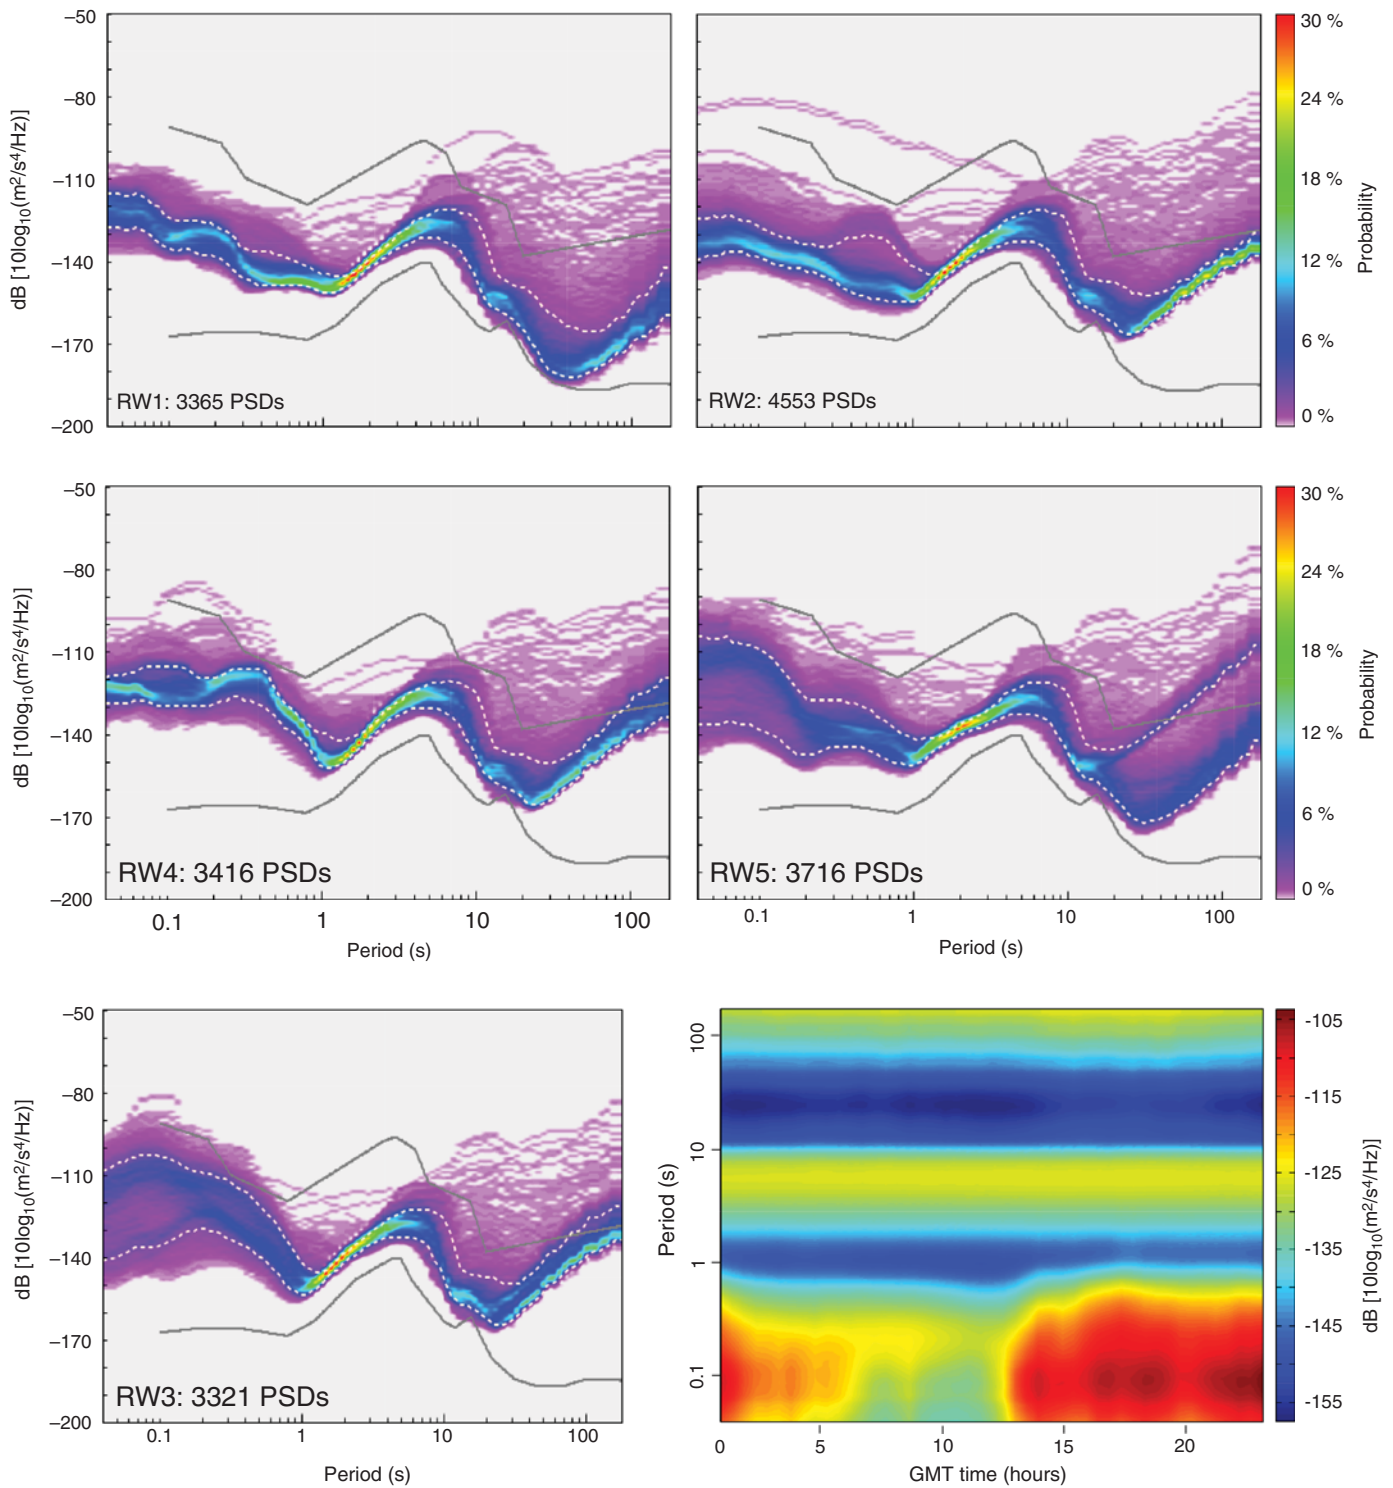 −50
−80
−110
−140
−170
−200
dB [10log10(m2/s4/Hz)]
RW1: 3365 PSDs
RW2: 4553 PSDs
30 %
24 %
18 %
12 %
6 %
0 %
Probability
−50
−80
−110
−140
−170
−200
dB [10log10(m2/s4/Hz)]
RW4: 3416 PSDs
0.1 1 10 100
Period (s)
RW5: 3716 PSDs
0.1 1 10 100
Period (s)
30 %
24 %
18 %
12 %
6 %
0 %
Probability
−50
−80
−110
−140
−170
−200
dB [10log10(m2/s4/Hz)]
RW3: 3321 PSDs
0.1 1 10 100
Period (s)
100
10
1
0.1
Period (s)
0 5 10 15 20
GMT time (hours)
-105
-115
-125
-135
-145
-155
dB [10log10(m2/s4/Hz)]